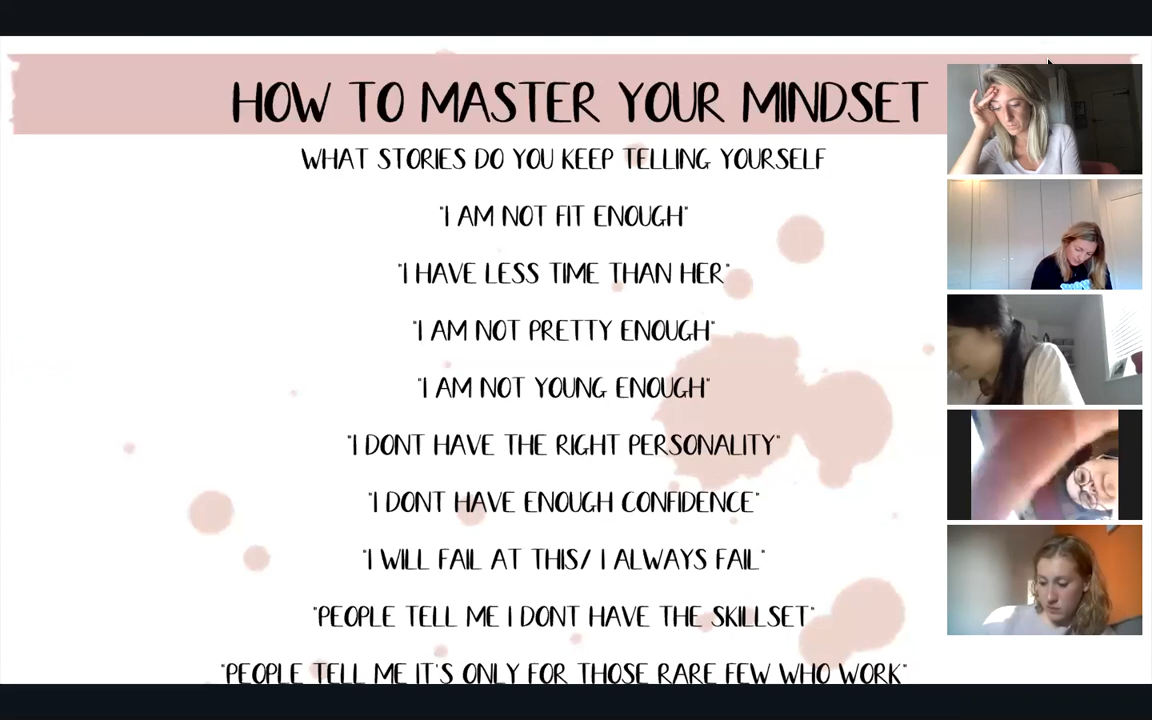 HOW TO MASTER YOUR MINDSET
WHAT STORIES DO YOU KEEP TELLING YOURSELF
"I AM NOT FIT ENOUGH"
"I HAVE LESS TIME THAN HER"
"I AM NOT PRETTY ENOUGH"
"I AM NOT YOUNG ENOUGH"
"I DONT HAVE THE RIGHT PERSONALITY"
"I DONT HAVE ENOUGH CONFIDENCE"
"I WILL FAIL AT THIS/ I ALWAYS FAIL"
"PEOPLE TELL ME I DONT HAVE THE SKILLSET"
"PEOPLE TELL ME IT'S ONLY FOR THOSE RARE FEW WHO WORK"